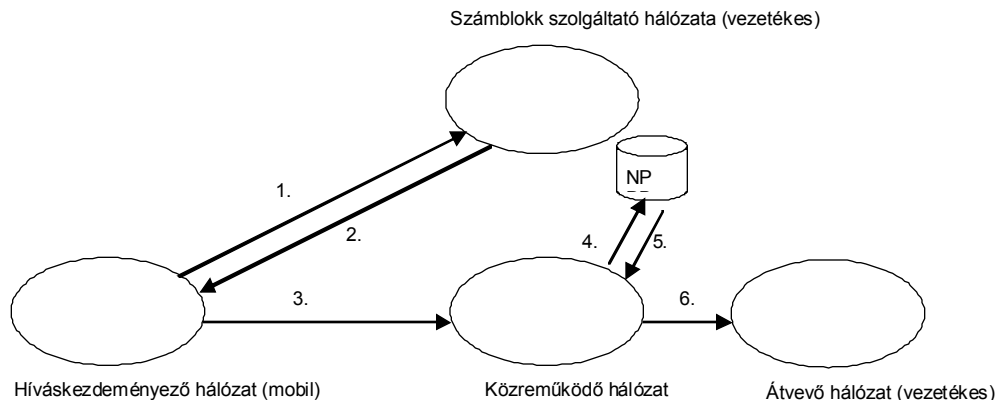 Számblokk szolgáltató hálózata (vezetékes)
NP
1.
2.
4.
5.
3.
6.
Híváskezdeményező hálózat (mobil)
Közreműködő hálózat
Átvevő hálózat (vezetékes)